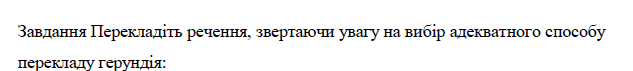 Завдання Перекладіть речення, звертаючи увагу на вибір адекватного способу
перекладу герундія: